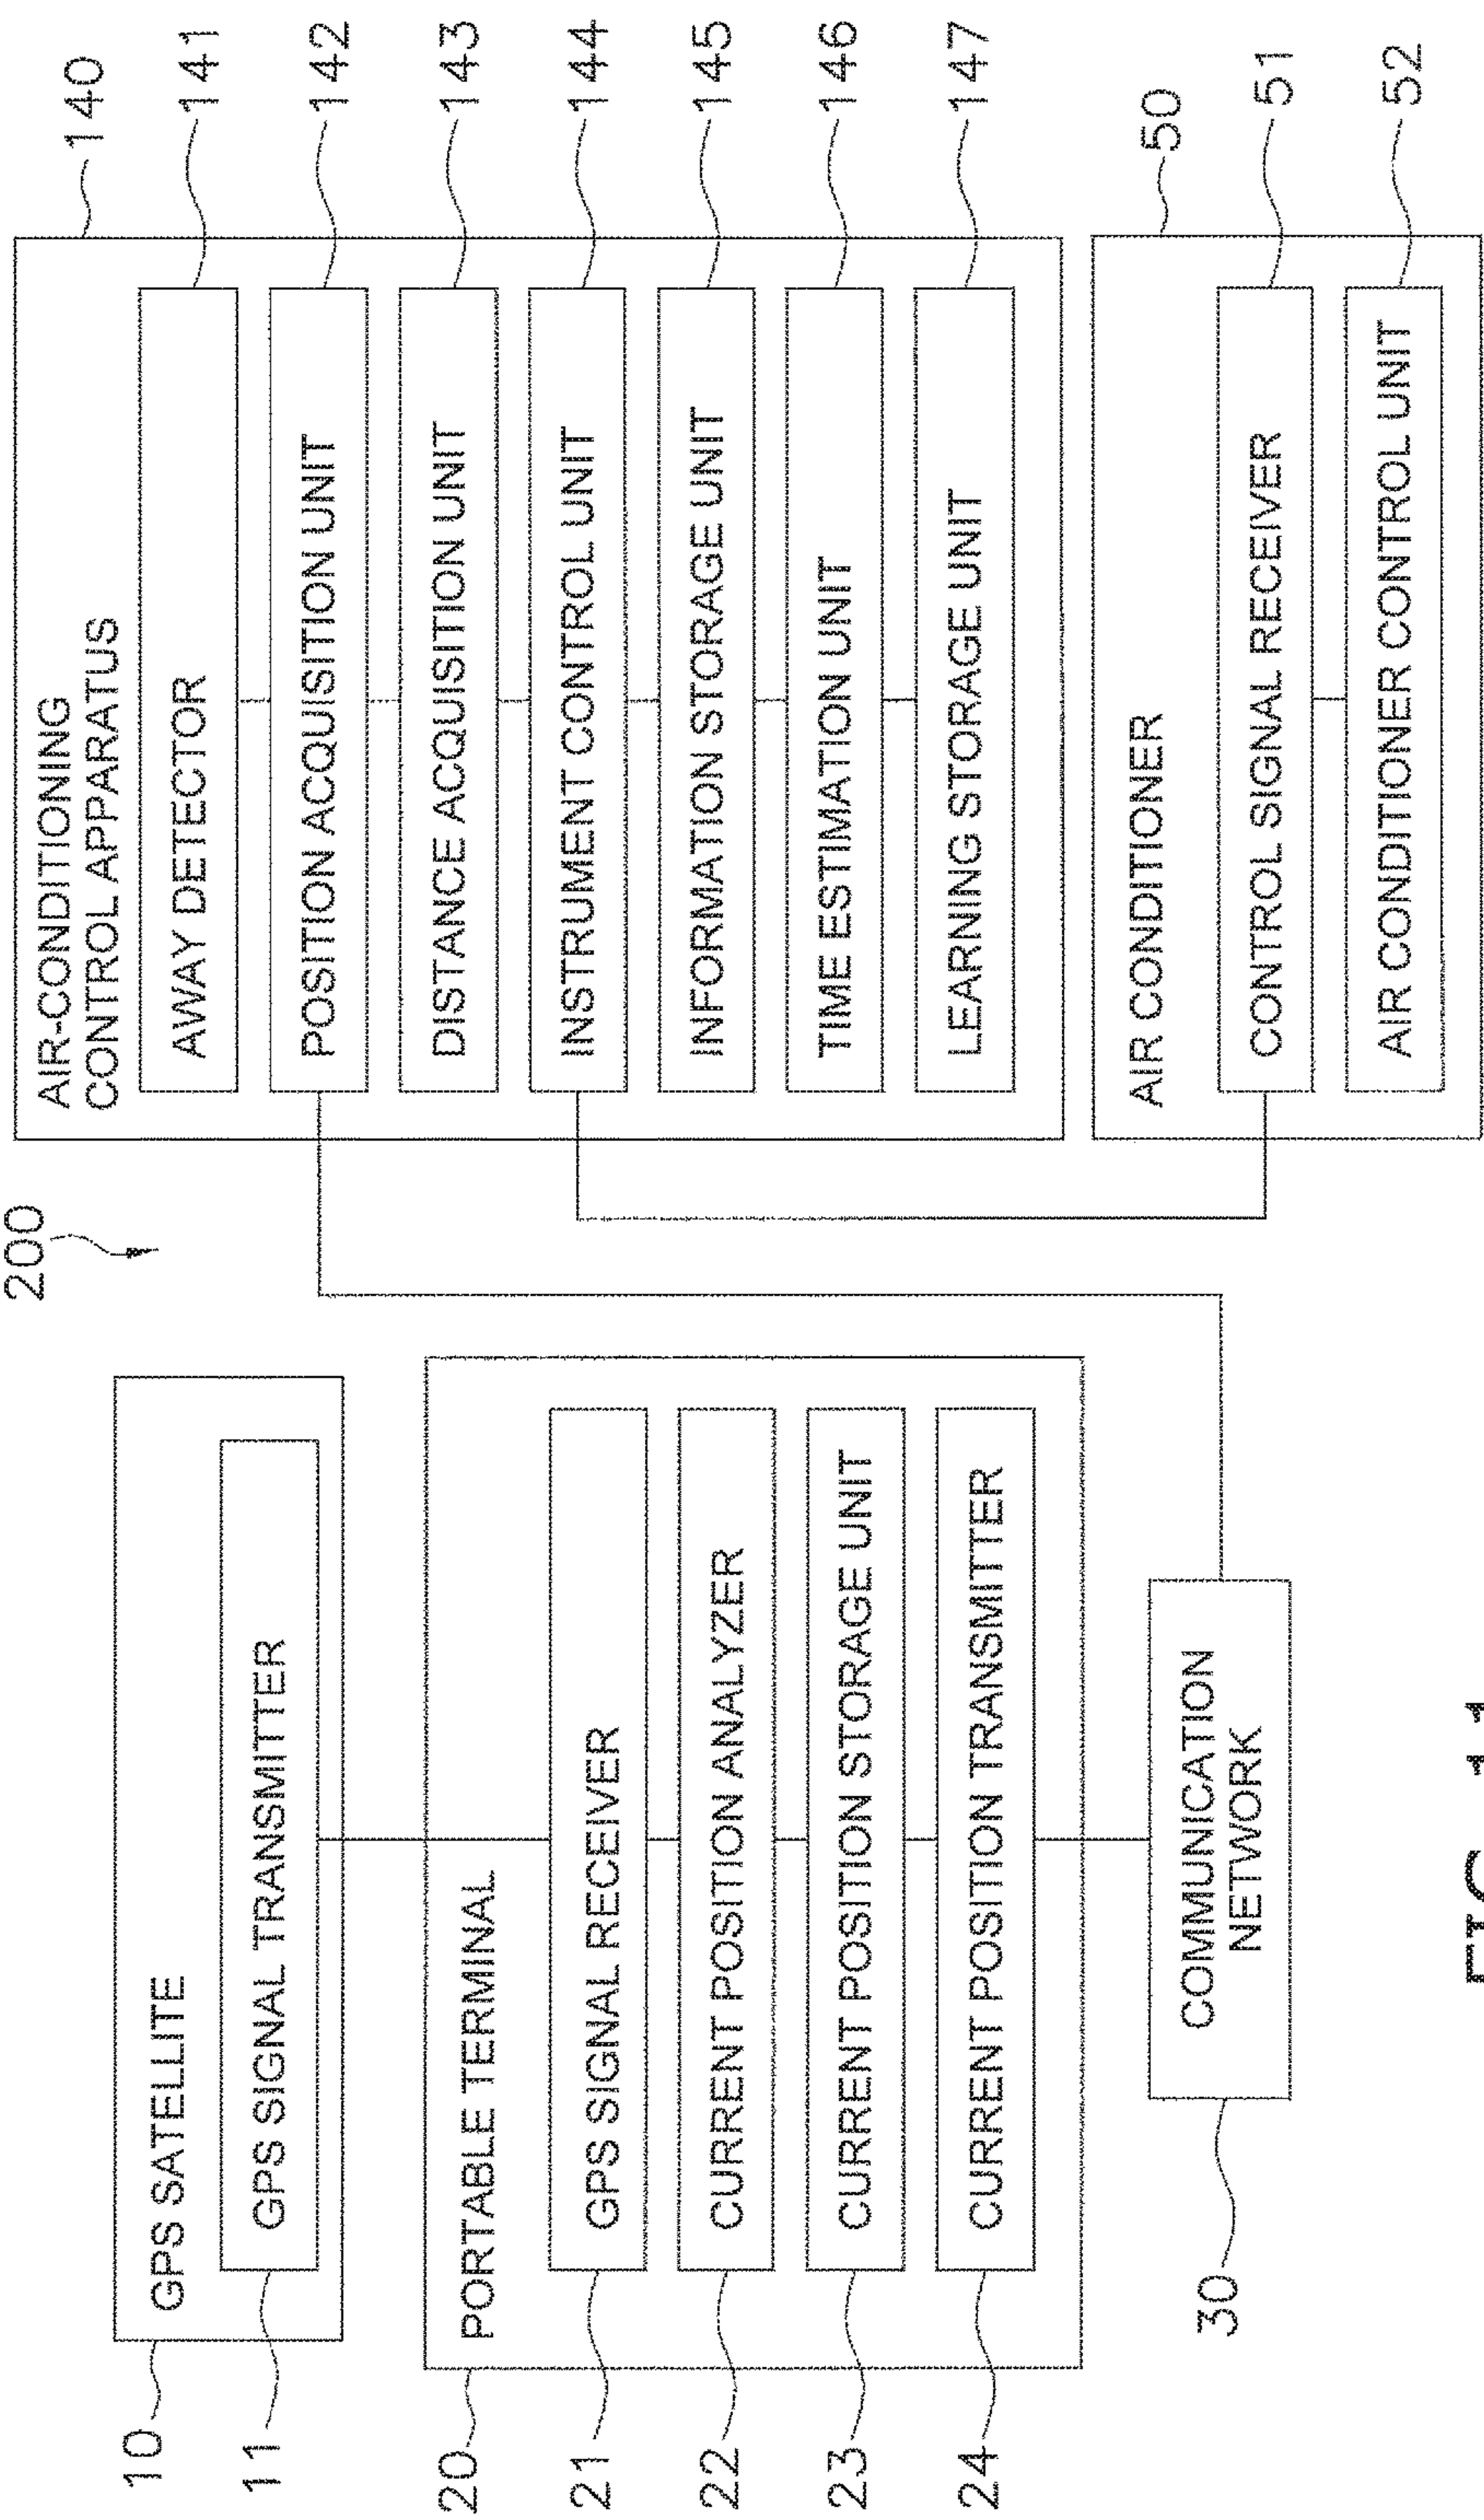 200
10
GPS SATELLITE
11
GPS SIGNAL TRANSMITTER
20
PORTABLE TERMINAL
21
GPS SIGNAL RECEIVER
22
CURRENT POSITION ANALYZER
23
CURRENT POSITION STORAGE UNIT
24
CURRENT POSITION TRANSMITTER
30
COMMUNICATION
NETWORK
AIR-CONDITIONING
CONTROL APPARATUS
140
AWAY DETECTOR
141
POSITION ACQUISITION UNIT
142
DISTANCE ACQUISITION UNIT
143
INSTRUMENT CONTROL UNIT
144
INFORMATION STORAGE UNIT
145
TIME ESTIMATION UNIT
146
LEARNING STORAGE UNIT
147
AIR CONDITIONER
50
CONTROL SIGNAL RECEIVER
51
AIR CONDITIONER CONTROL UNIT
52